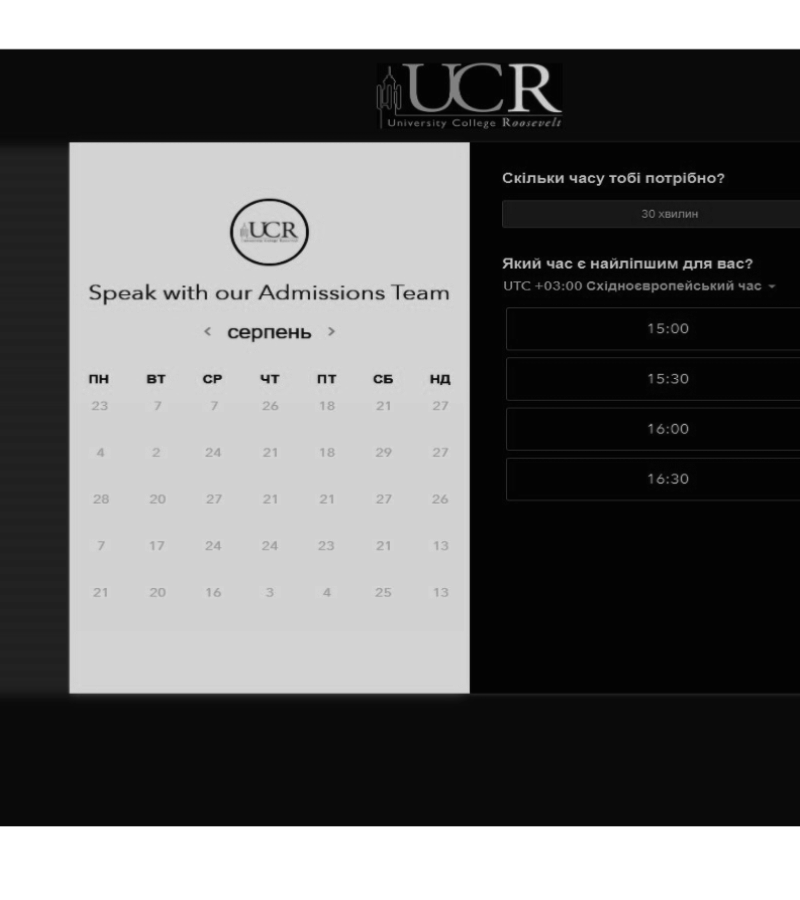 UCR
University College Roosevelt
UCR
Speak with our Admissions Team
< серпень >
ПН ВТ СР ЧТ ПТ СБ НД
23 7 7 26 18 21 27
4 2 24 21 18 29 27
28 20 27 21 21 27 26
7 17 24 24 23 21 13
21 20 16 3 4 25 13
Скільки часу тобі потрібно?
30 хвилин
Який час є найліпшим для вас?
UTC +03:00 Східноєвропейський час
15:00
15:30
16:00
16:30